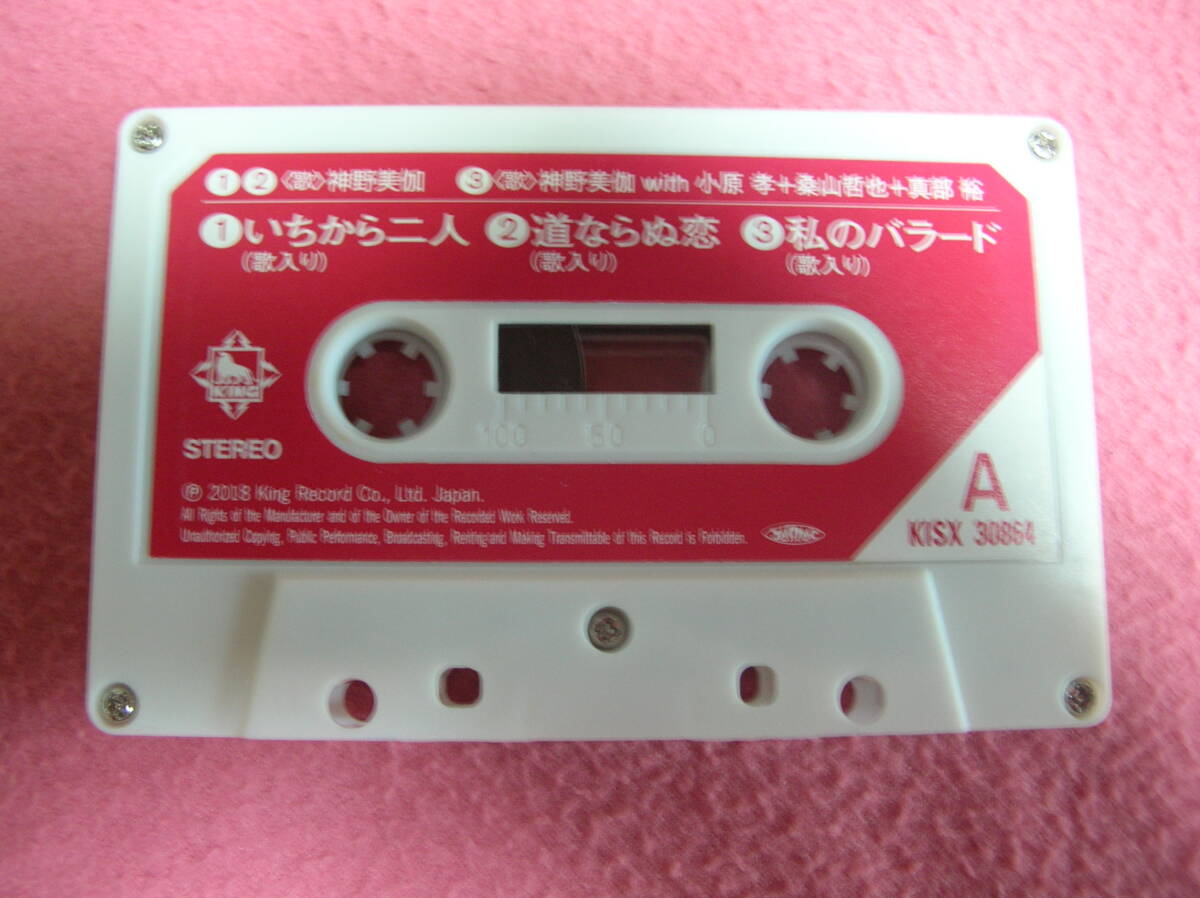 ①②〈歌〉神野美伽 ③〈歌〉神野美伽 with 小原 孝+桑山哲也+真部 裕
①いちから二人 ②道ならぬ恋 ③私のバラード
(歌入り) (歌入り) (歌入り)
KING
STEREO
100 50 0
A
KISX 30864
Ⓟ 2018 King Record Co., Ltd. Japan.
All Rights of the Manufacturer and of the Owner of the Recorded Work Reserved.
Unauthorized Copying, Public Performance, Broadcasting, Renting and Making Transmittable of this Record is Forbidden.